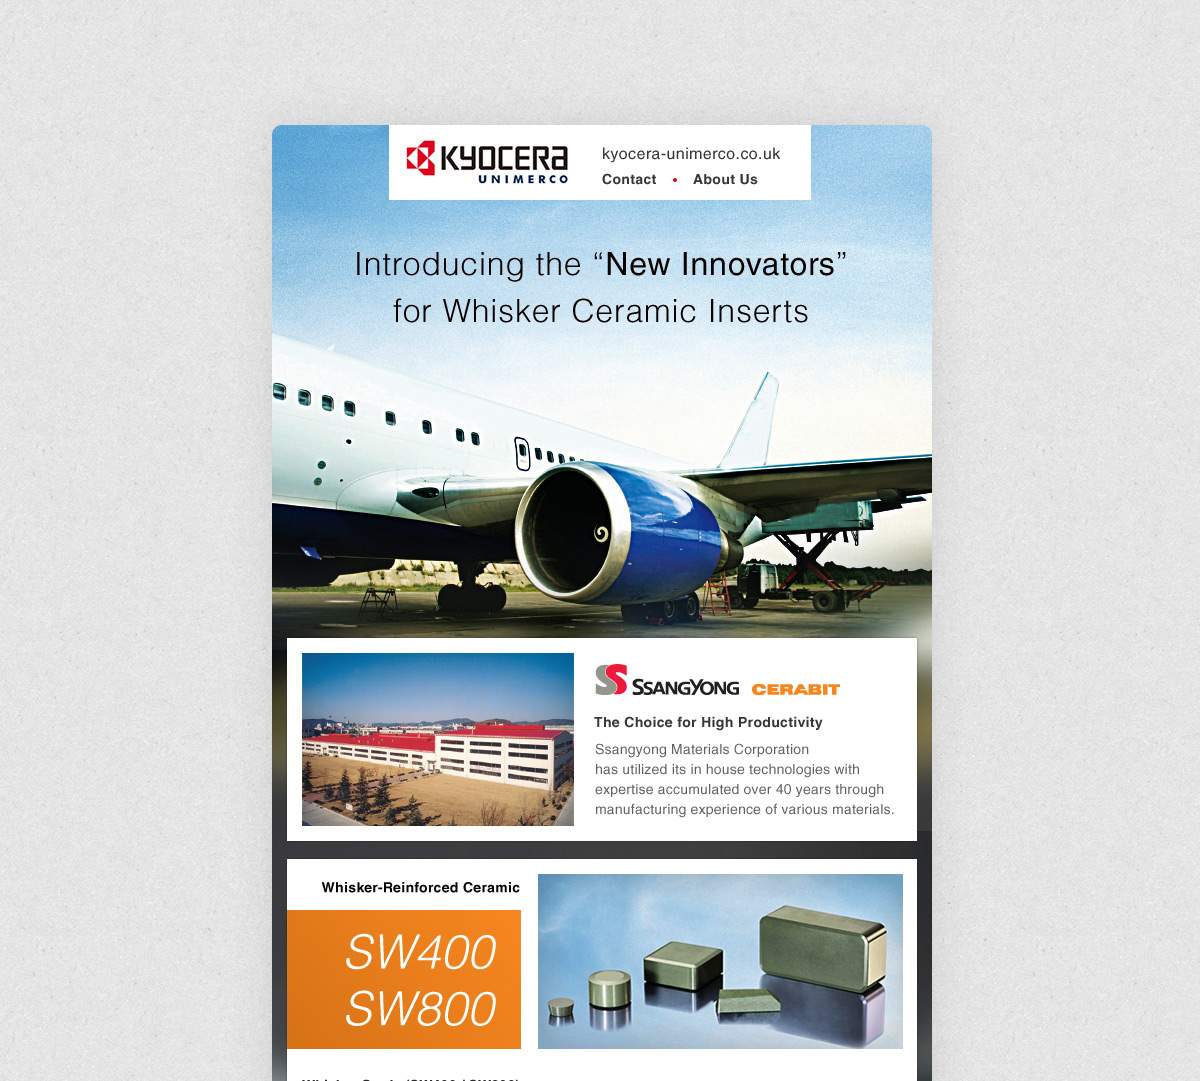 KYOCERA
UNIMERCO
kyocera-unimerco.co.uk
Contact • About Us
Introducing the “New Innovators”
for Whisker Ceramic Inserts
SSANGYONG CERABIT
The Choice for High Productivity
Ssangyong Materials Corporation
has utilized its in house technologies with
expertise accumulated over 40 years through
manufacturing experience of various materials.
Whisker-Reinforced Ceramic
SW400
SW800